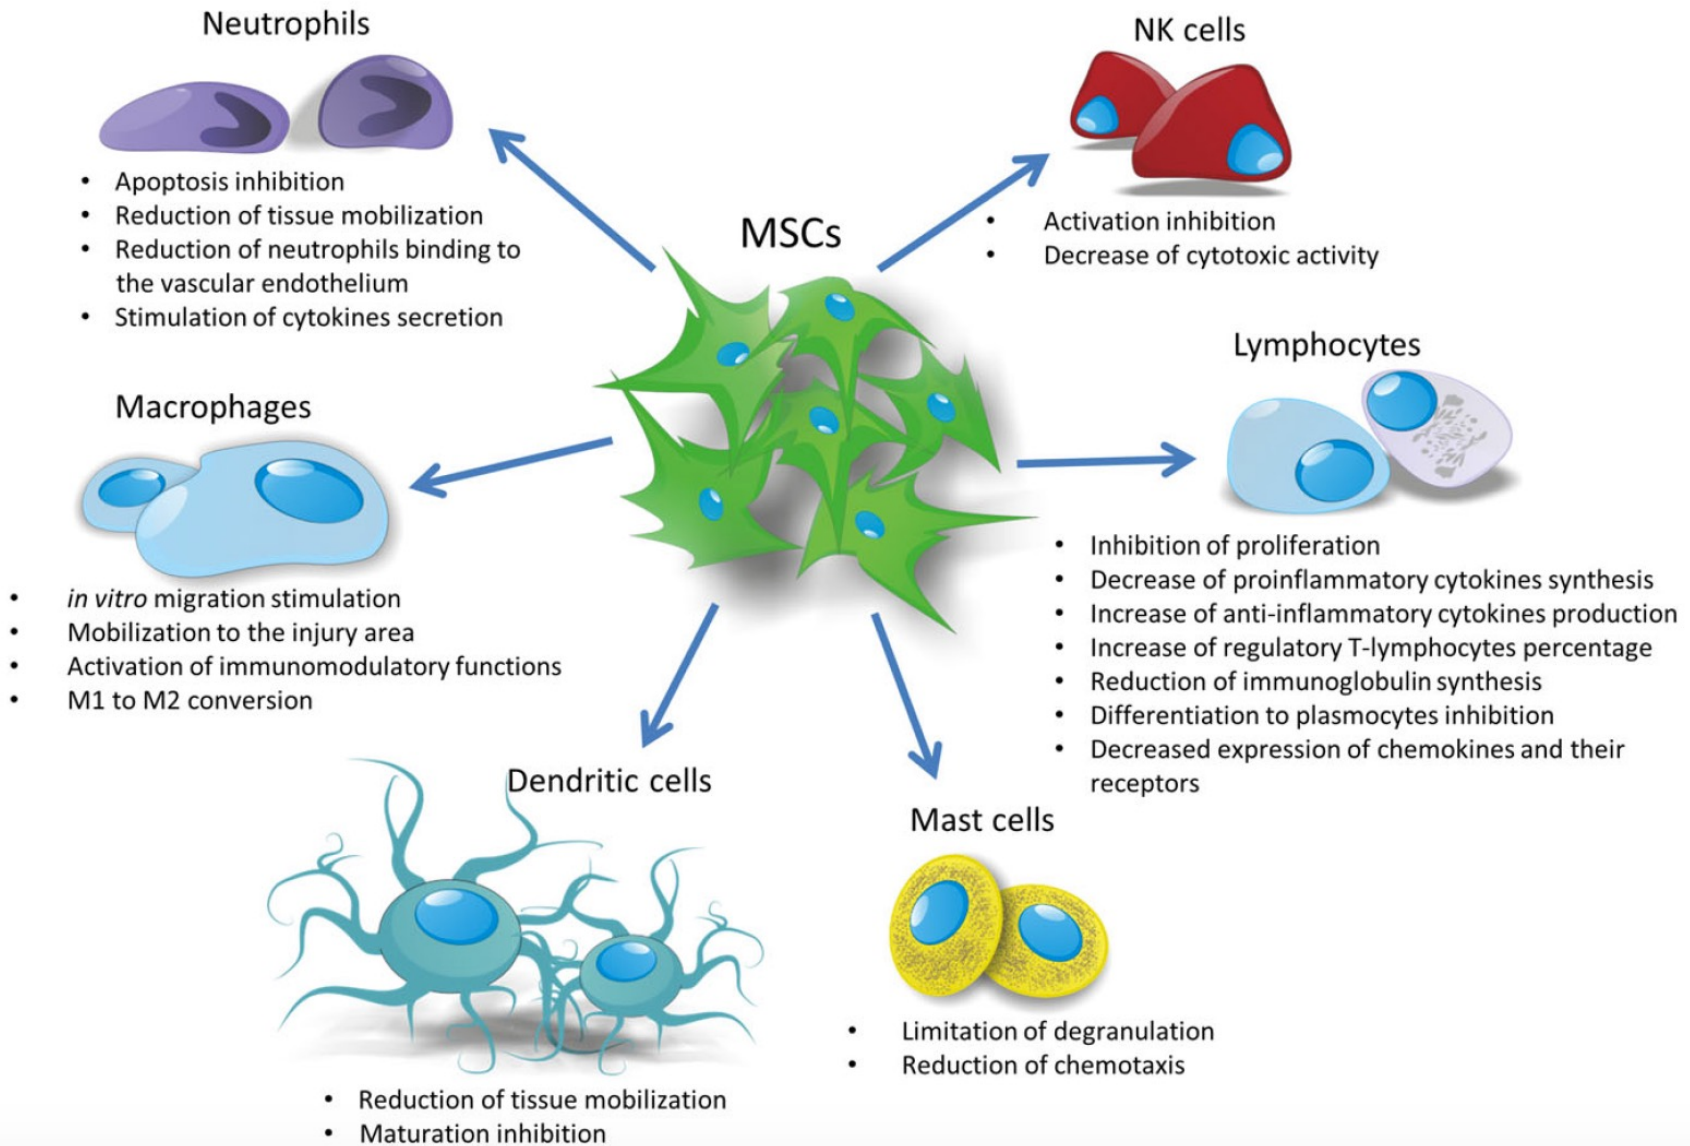 Neutrophils
• Apoptosis inhibition
• Reduction of tissue mobilization
• Reduction of neutrophils binding to
the vascular endothelium
• Stimulation of cytokines secretion
NK cells
• Activation inhibition
• Decrease of cytotoxic activity
MSCs
Macrophages
• in vitro migration stimulation
• Mobilization to the injury area
• Activation of immunomodulatory functions
• M1 to M2 conversion
Lymphocytes
• Inhibition of proliferation
• Decrease of proinflammatory cytokines synthesis
• Increase of anti-inflammatory cytokines production
• Increase of regulatory T-lymphocytes percentage
• Reduction of immunoglobulin synthesis
• Differentiation to plasmocytes inhibition
• Decreased expression of chemokines and their
receptors
Dendritic cells
• Reduction of tissue mobilization
• Maturation inhibition
Mast cells
• Limitation of degranulation
• Reduction of chemotaxis